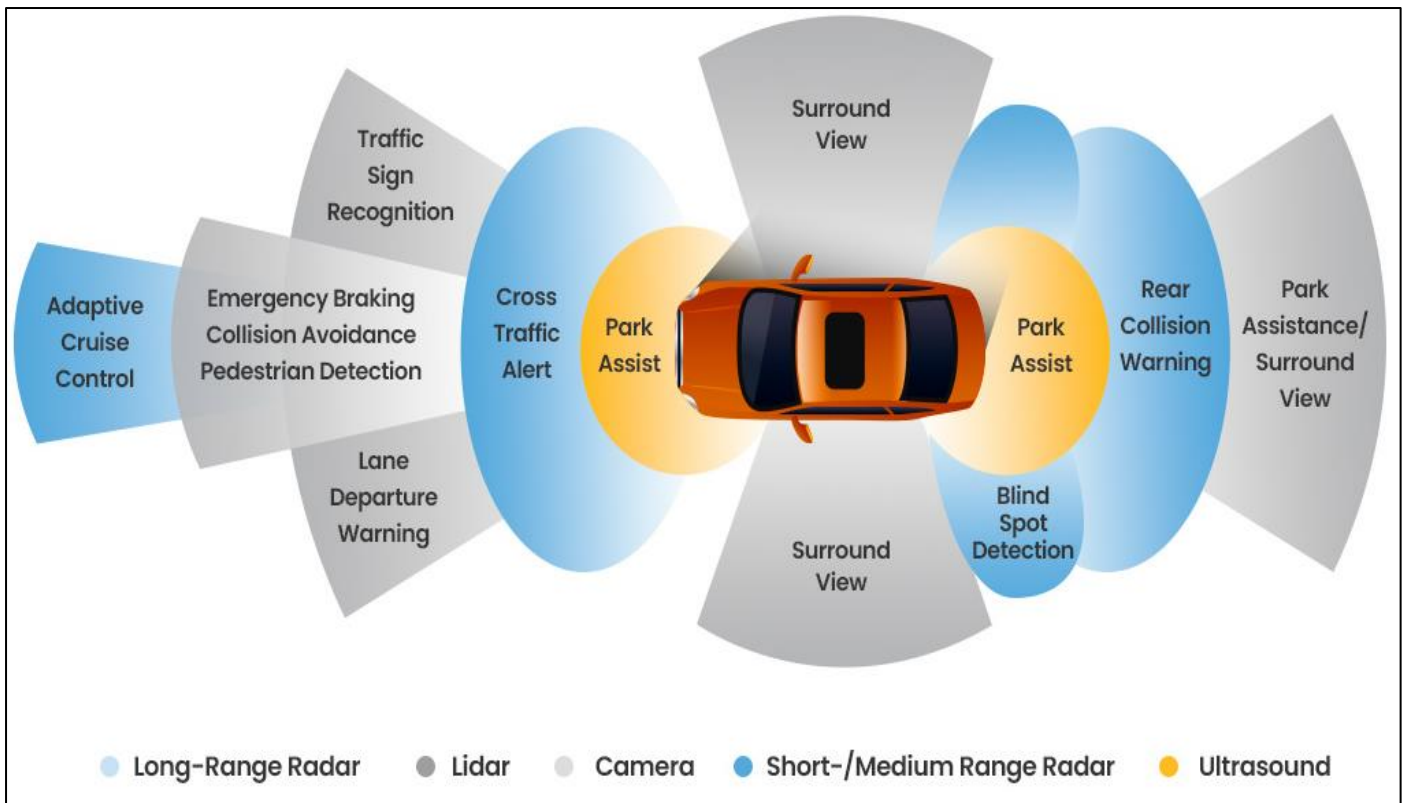 Surround
View
Traffic
Sign
Recognition
Adaptive
Cruise
Control
Emergency Braking
Collision Avoidance
Pedestrian Detection
Cross
Traffic
Alert
Park
Assist
Park
Assist
Rear
Collision
Warning
Park
Assistance/
Surround
View
Lane
Departure
Warning
Surround
View
Blind
Spot
Detection
Long-Range Radar
Lidar
Camera
Short-/Medium Range Radar
Ultrasound